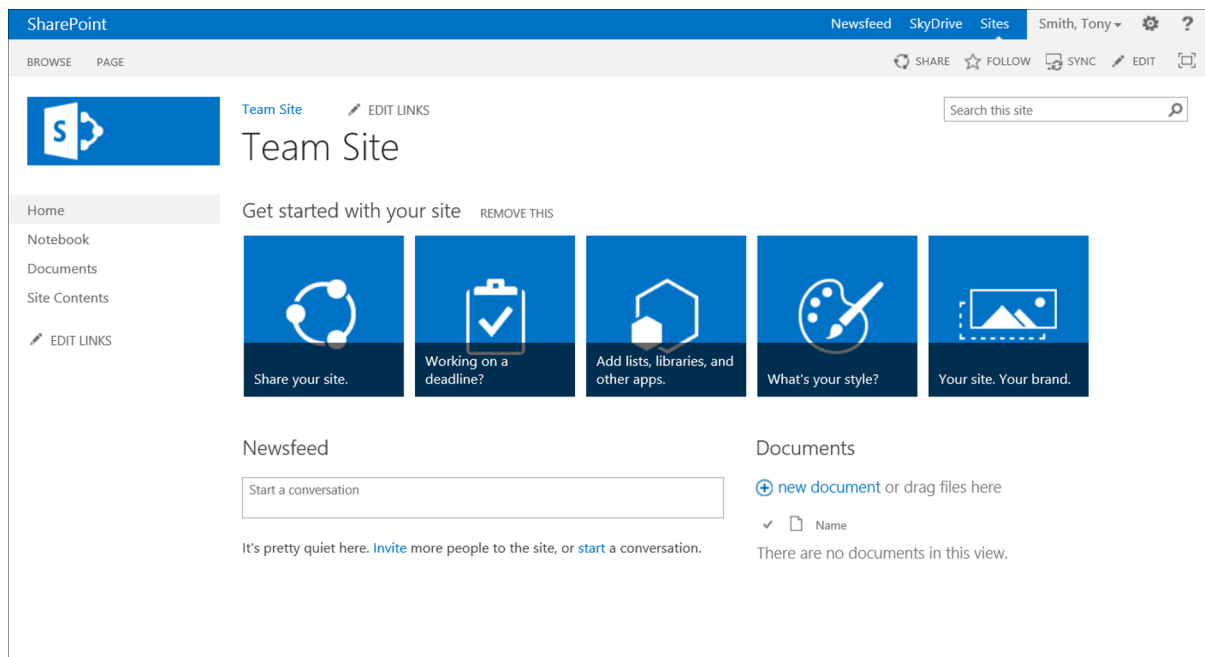 SharePoint
Newsfeed SkyDrive Sites Smith, Tony ?
BROWSE PAGE
SHARE FOLLOW SYNC EDIT
S
Team Site EDIT LINKS
Search this site
Team Site
Home
Notebook
Documents
Site Contents
EDIT LINKS
Get started with your site REMOVE THIS
Share your site.
Working on a
deadline?
Add lists, libraries, and
other apps.
What's your style?
Your site. Your brand.
Newsfeed
Start a conversation
It's pretty quiet here. Invite more people to the site, or start a conversation.
Documents
new document or drag files here
Name
There are no documents in this view.